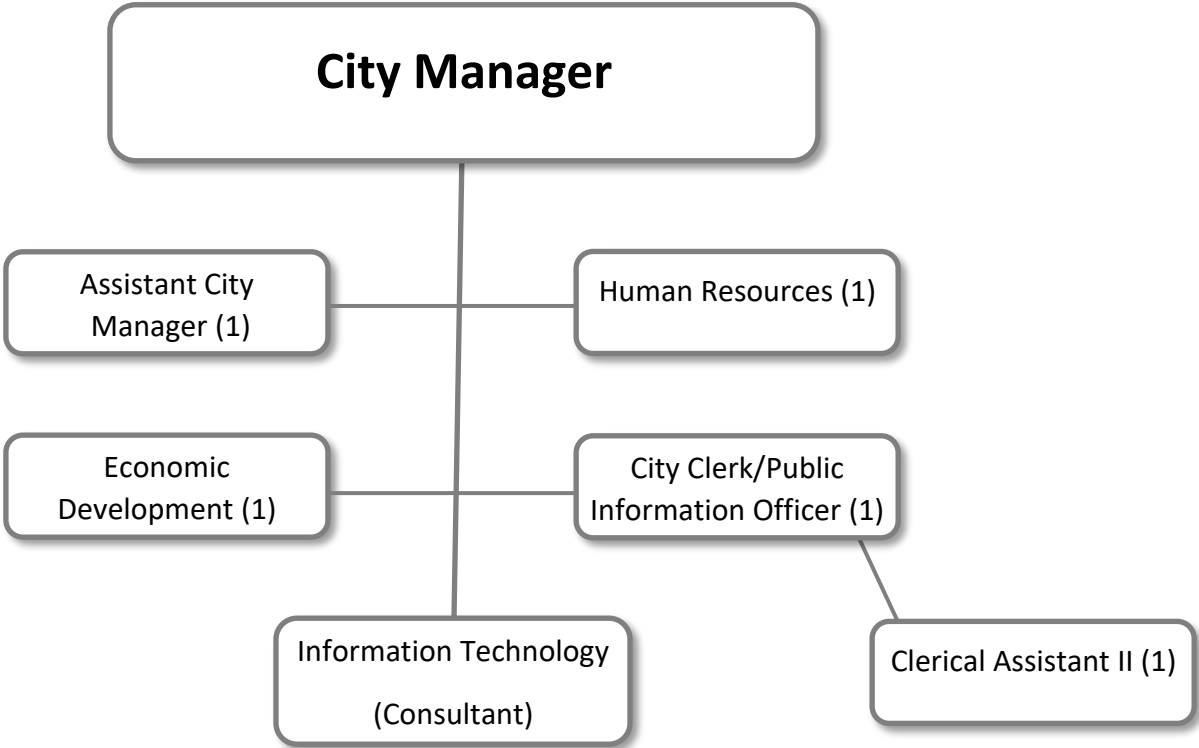 City Manager
Assistant City
Manager (1)
Human Resources (1)
Economic
Development (1)
City Clerk/Public
Information Officer (1)
Information Technology
(Consultant)
Clerical Assistant II (1)